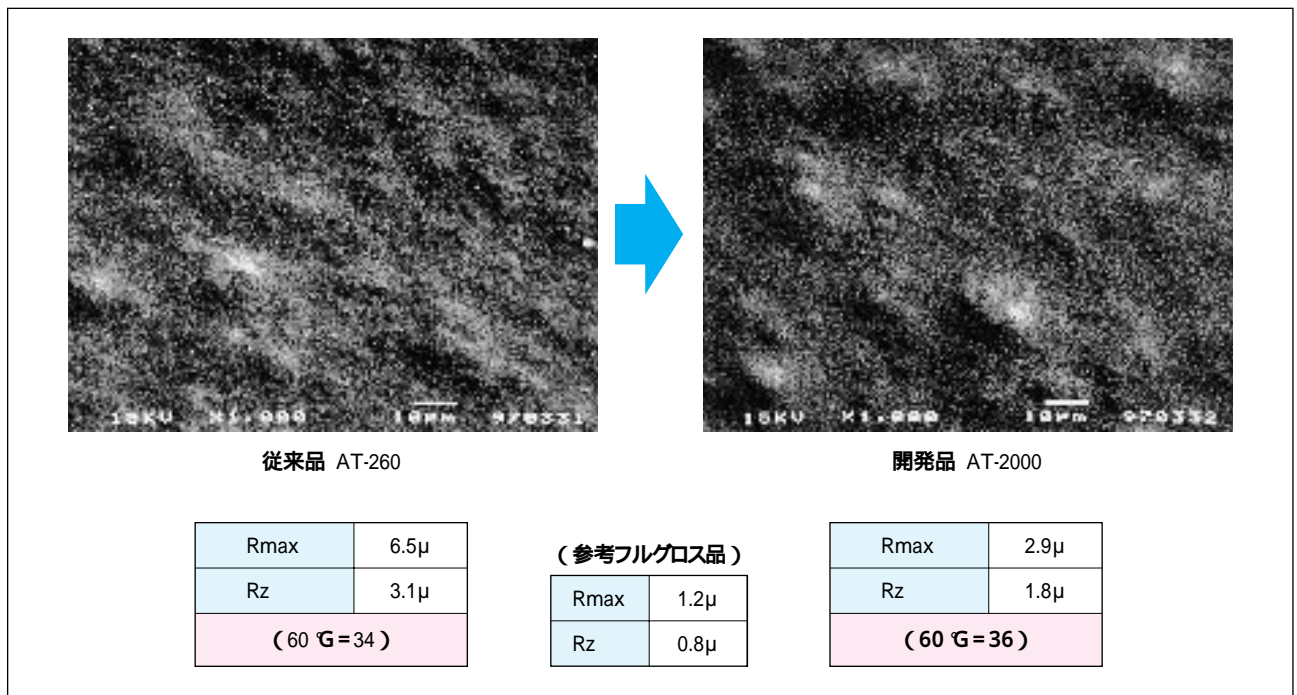 15KV X1,000 10μm 970331
15KV X1,000 10μm 970332
従来品 AT-260
開発品 AT-2000
Rmax 6.5μ
Rz 3.1μ
(60 °G=34)
(参考フルグロス品)
Rmax 1.2μ
Rz 0.8μ
Rmax 2.9μ
Rz 1.8μ
(60 °G=36)